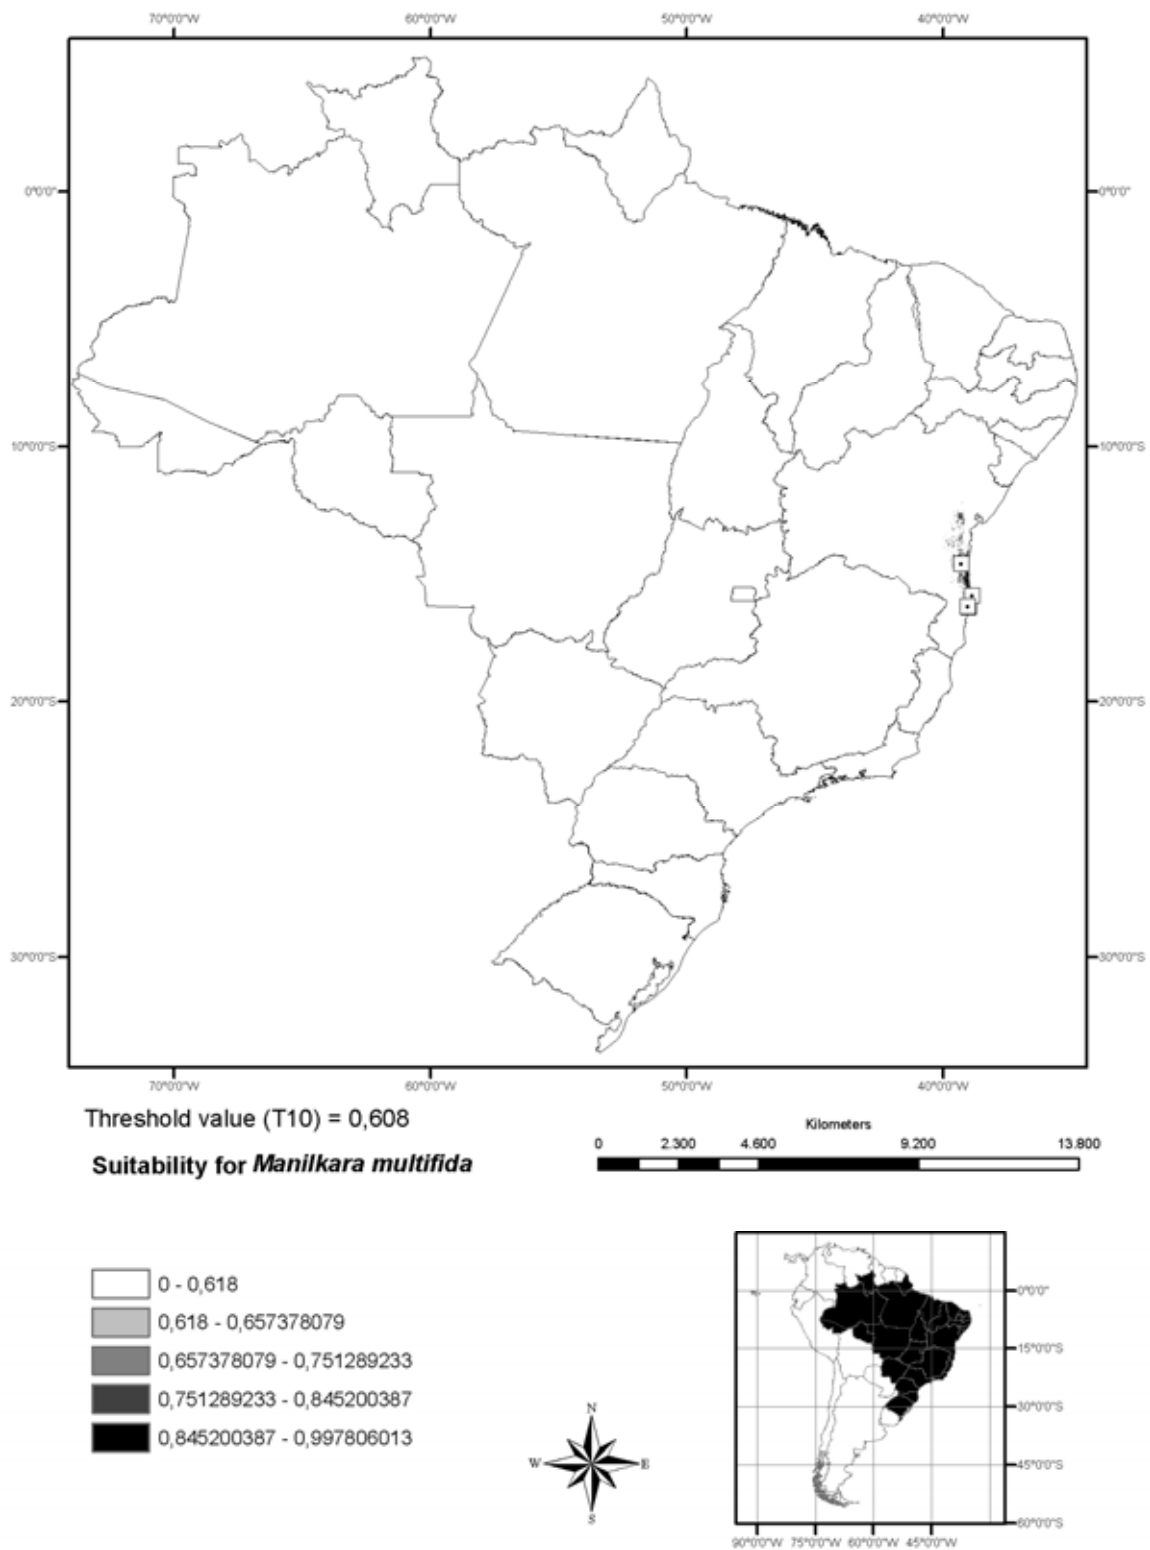 70°0'0"W 60°0'0"W 50°0'0"W 40°0'0"W
0°0'0" 0°0'0"
10°0'0"S 10°0'0"S
20°0'0"S 20°0'0"S
30°0'0"S 30°0'0"S
70°0'0"W 60°0'0"W 50°0'0"W 40°0'0"W
Threshold value (T10) = 0,608
Kilometers
0 2.300 4.600 9.200 13.800
Suitability for Manilkara multifida
0 - 0,618
0,618 - 0,657378079
0,657378079 - 0,751289233
0,751289233 - 0,845200387
0,845200387 - 0,997806013
N
W E
S
0°0'0"
15°0'0"S
30°0'0"S
45°0'0"S
60°0'0"S
90°0'0"W 75°0'0"W 60°0'0"W 45°0'0"W